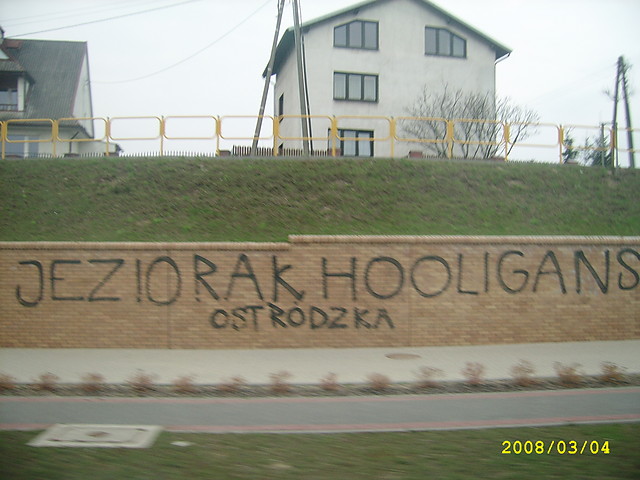 JEZIORAK HOOLIGANS
OSTRÓDZKA
2008/03/04